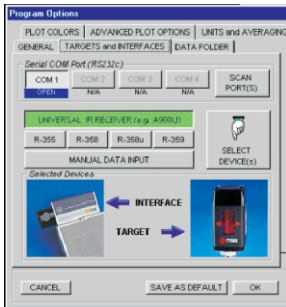 Program Options
PLOT COLORS ADVANCED PLOT OPTIONS UNITS and AVERAGING
GENERAL TARGETS and INTERFACES DATA FOLDER
Serial COM Port (RS232c)
COM 1 COM 2 COM 3 COM 4 SCAN PORT(S)
OPEN N/A N/A N/A
UNIVERSAL IR RECEIVER (e.g. A900U)
R-355 R-358 R-358u R-359
MANUAL DATA INPUT
SELECT DEVICE(s)
Selected Devices
INTERFACE
TARGET
CANCEL SAVE AS DEFAULT OK